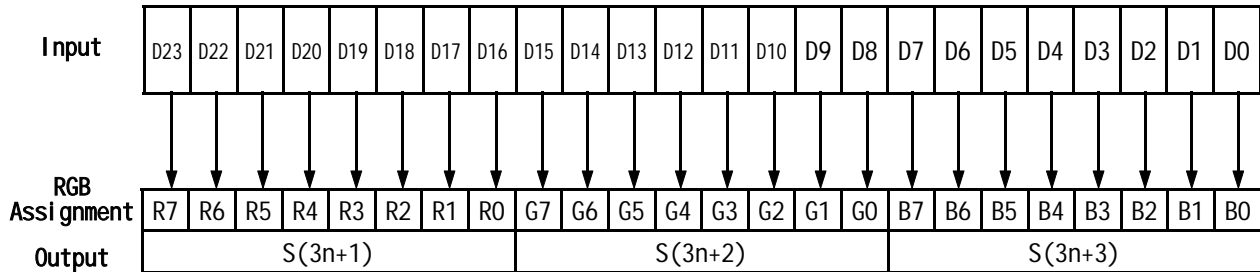 Input D23 D22 D21 D20 D19 D18 D17 D16 D15 D14 D13 D12 D11 D10 D9 D8 D7 D6 D5 D4 D3 D2 D1 D0
RGB
Assignment R7 R6 R5 R4 R3 R2 R1 R0 G7 G6 G5 G4 G3 G2 G1 G0 B7 B6 B5 B4 B3 B2 B1 B0
Output S(3n+1) S(3n+2) S(3n+3)